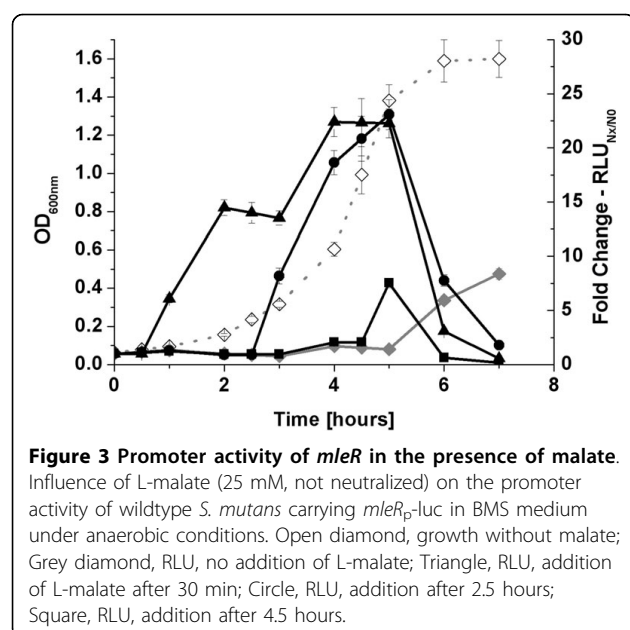 OD600nm
1.6
1.4
1.2
1.0
0.8
0.6
0.4
0.2
0.0
30
25
20
15
10
5
0
Fold Change - RLUNx/N0
0 2 4 6 8
Time [hours]
Figure 3 Promoter activity of mleR in the presence of malate.
Influence of L-malate (25 mM, not neutralized) on the promoter
activity of wildtype S. mutans carrying mleRp-luc in BMS medium
under anaerobic conditions. Open diamond, growth without malate;
Grey diamond, RLU, no addition of L-malate; Triangle, RLU, addition
of L-malate after 30 min; Circle, RLU, addition after 2.5 hours;
Square, RLU, addition after 4.5 hours.